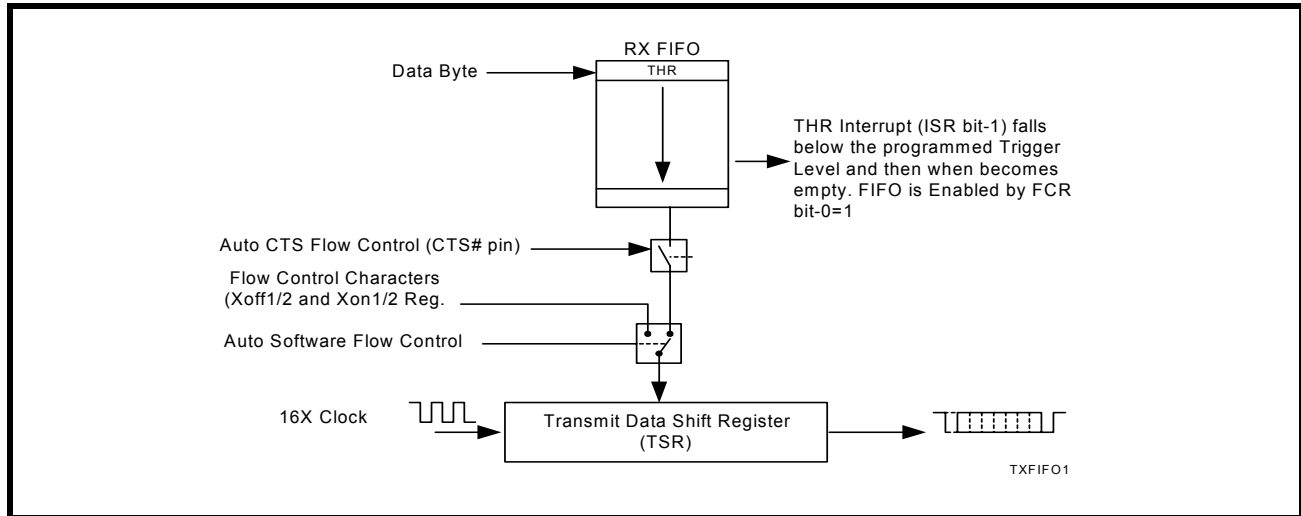 RX FIFO
THR
Data Byte
THR Interrupt (ISR bit-1) falls
below the programmed Trigger
Level and then when becomes
empty. FIFO is Enabled by FCR
bit-0=1
Auto CTS Flow Control (CTS# pin)
Flow Control Characters
(Xoff1/2 and Xon1/2 Reg.
Auto Software Flow Control
16X Clock
Transmit Data Shift Register
(TSR)
TXFIFO1